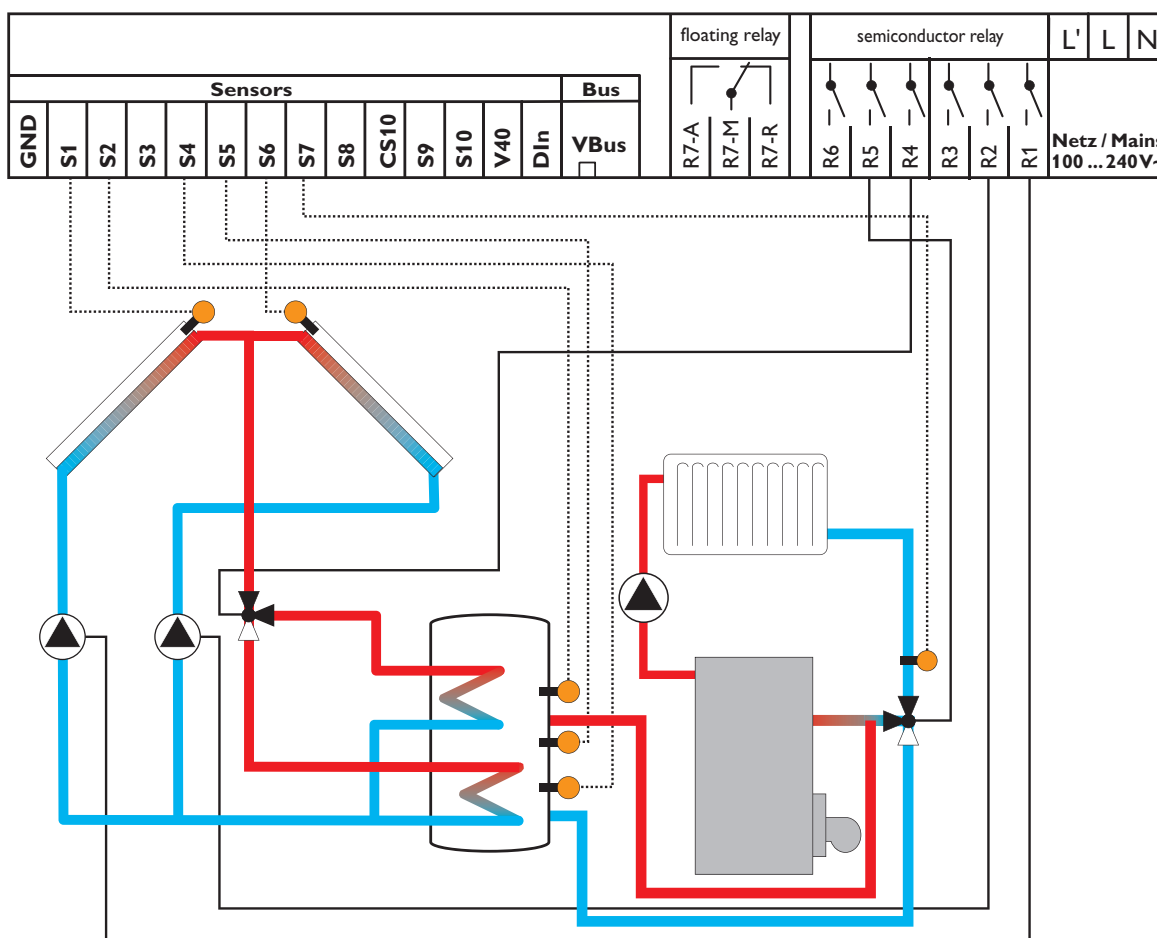 floating relay
semiconductor relay
L'
L
N
Sensors
Bus
GND
S1
S2
S3
S4
S5
S6
S7
S8
CS10
S9
S10
V40
DIn
VBus
R7-A
R7-M
R7-R
R6
R5
R4
R3
R2
R1
Netz / Mains
100 ... 240V~